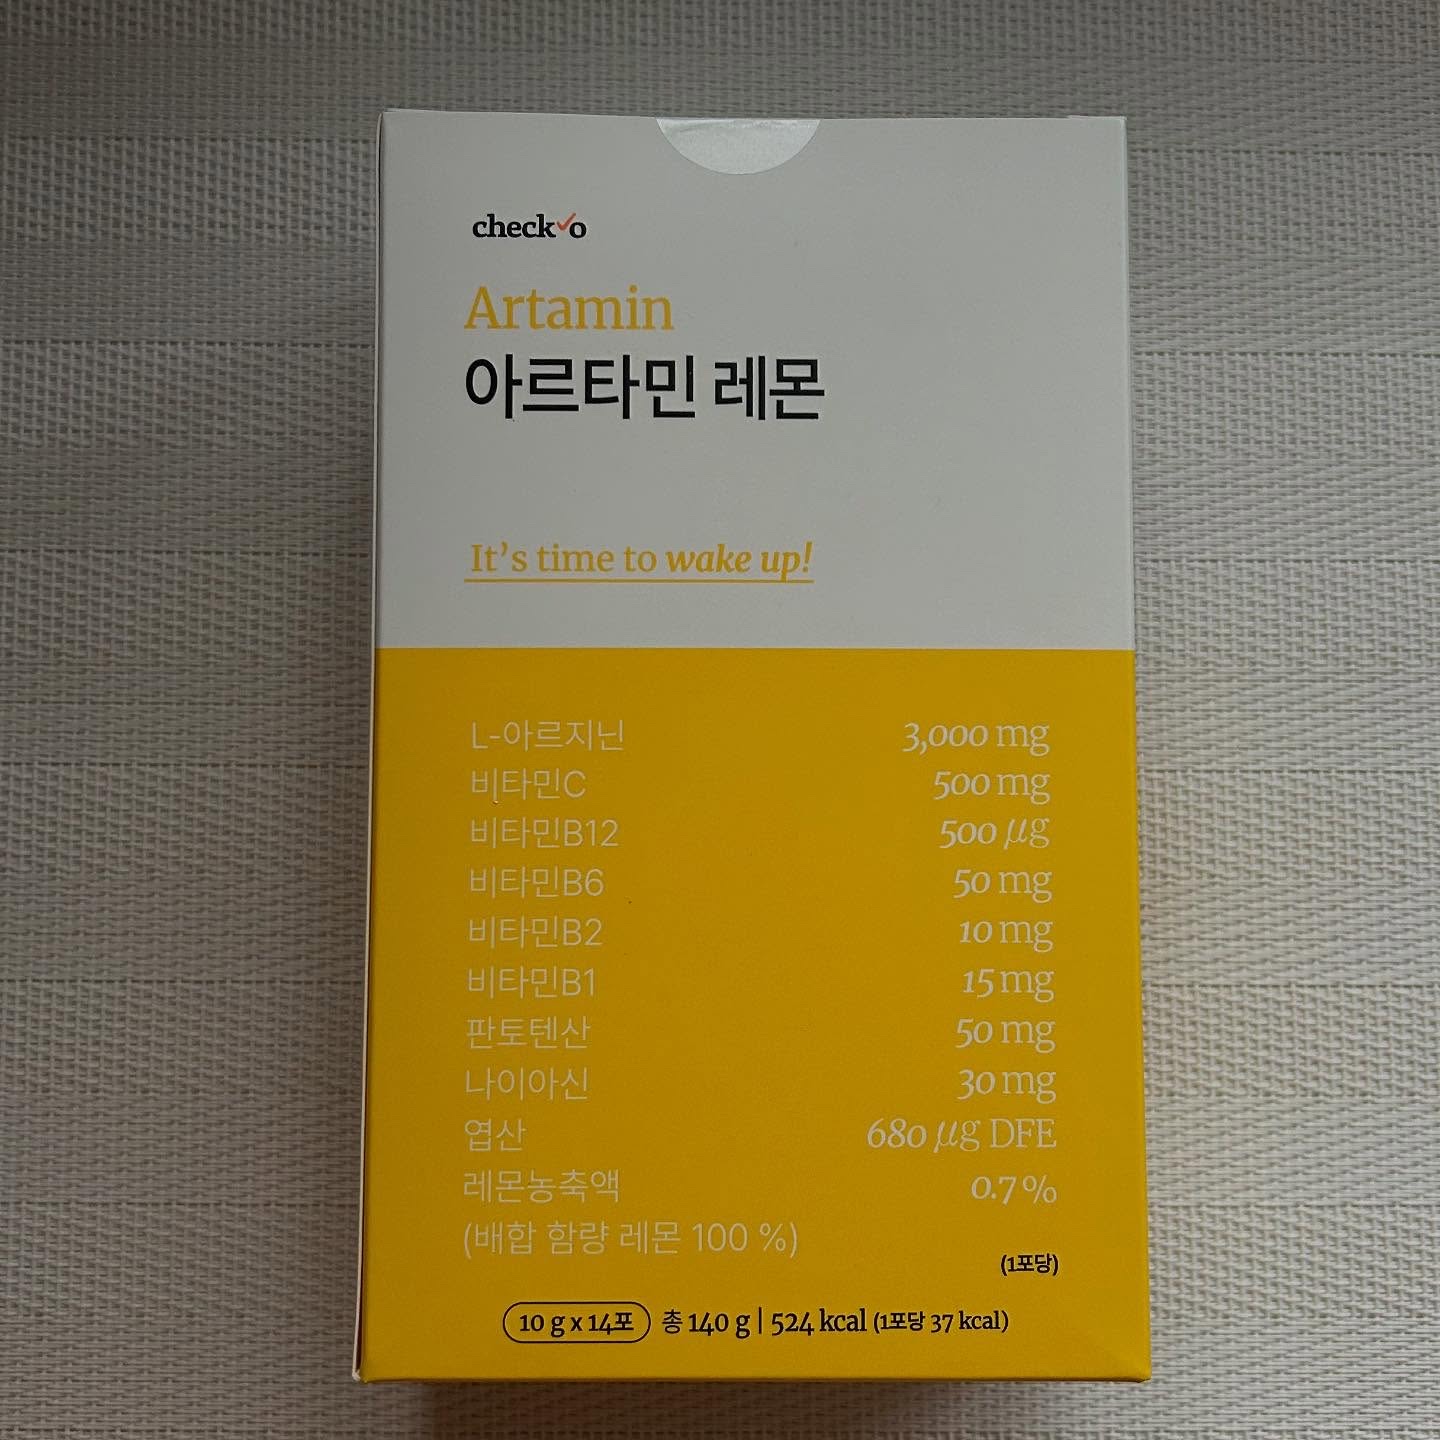 check✓o
Artamin
아르타민 레몬
It's time to wake up!
L-아르지닌 3,000 mg
비타민C 500 mg
비타민B12 500 μg
비타민B6 50 mg
비타민B2 10 mg
비타민B1 15 mg
판토텐산 50 mg
나이아신 30 mg
엽산 680 μg DFE
레몬농축액 0.7 %
(배합 함량 레몬 100 %)
(1포당)
10 g x 14포 총 140 g | 524 kcal (1포당 37 kcal)